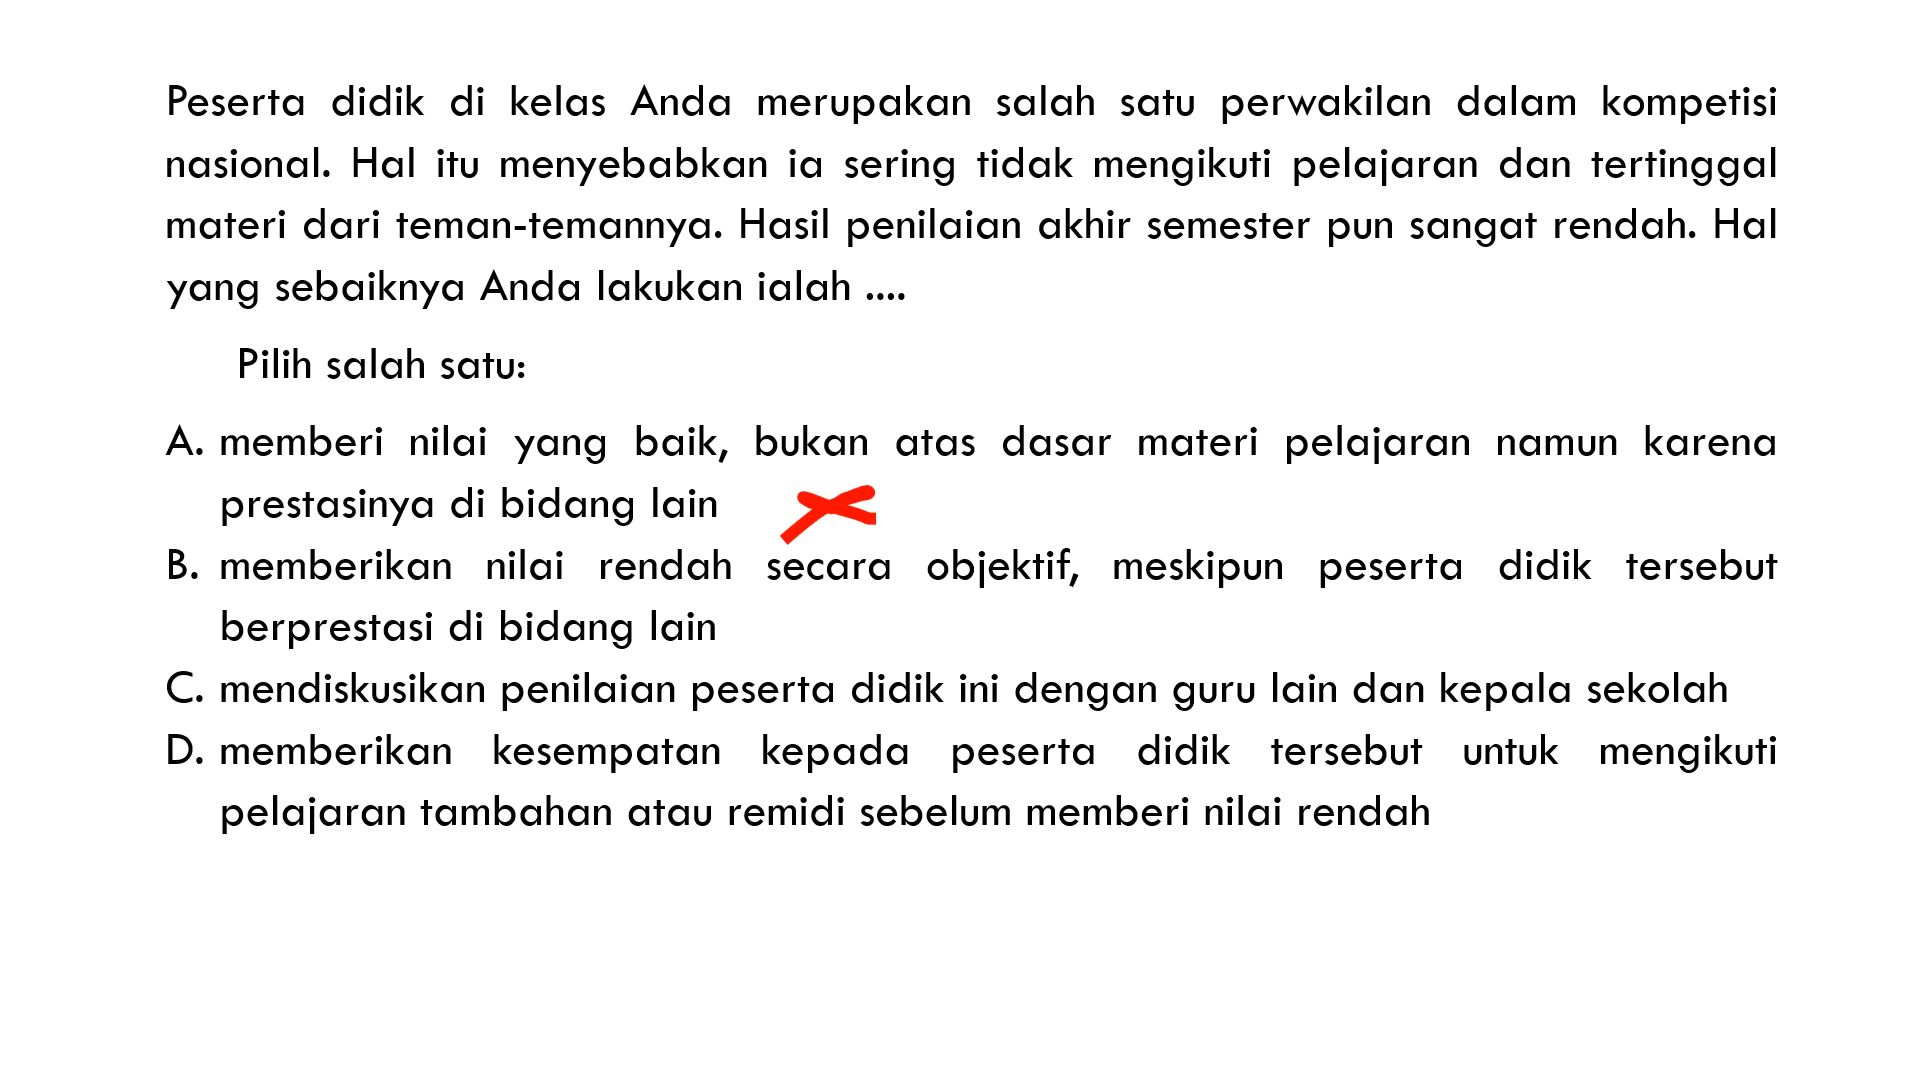 Peserta didik di kelas Anda merupakan salah satu perwakilan dalam kompetisi
nasional. Hal itu menyebabkan ia sering tidak mengikuti pelajaran dan tertinggal
materi dari teman-temannya. Hasil penilaian akhir semester pun sangat rendah. Hal
yang sebaiknya Anda lakukan ialah ....
Pilih salah satu:
A. memberi nilai yang baik, bukan atas dasar materi pelajaran namun karena
prestasinya di bidang lain
B. memberikan nilai rendah secara objektif, meskipun peserta didik tersebut
berprestasi di bidang lain
C. mendiskusikan penilaian peserta didik ini dengan guru lain dan kepala sekolah
D. memberikan kesempatan kepada peserta didik tersebut untuk mengikuti
pelajaran tambahan atau remidi sebelum memberi nilai rendah